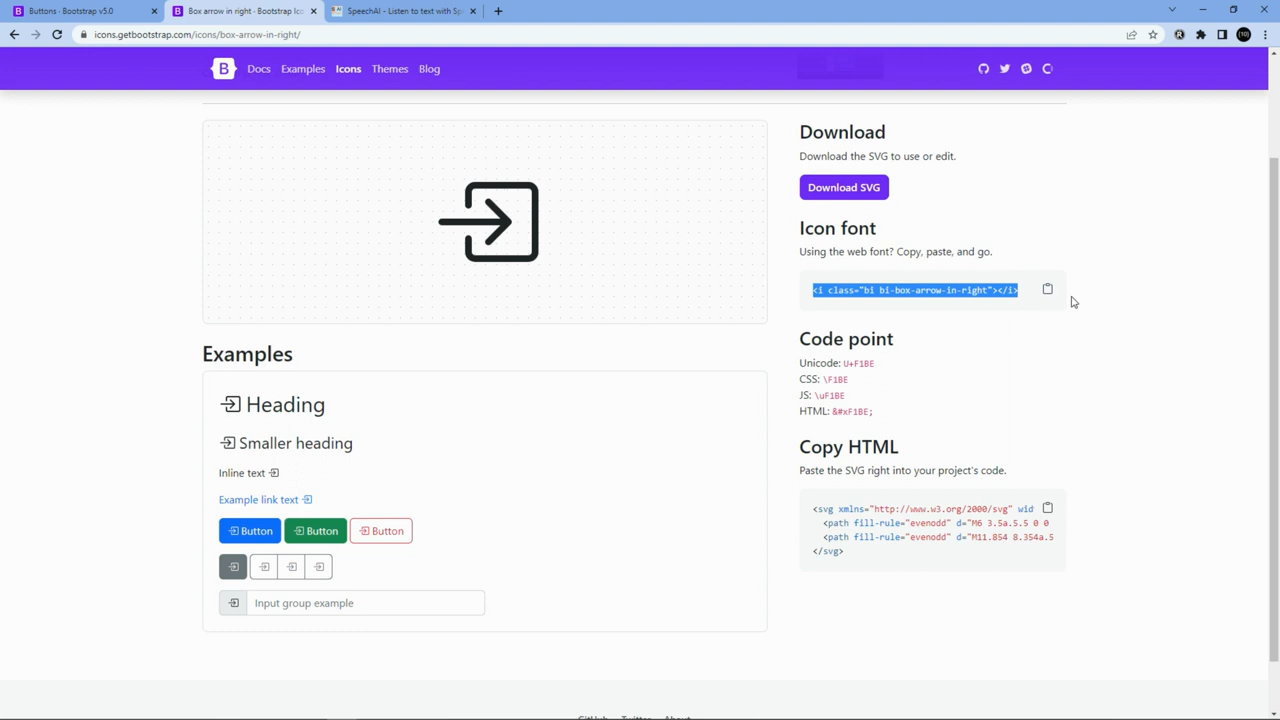 Buttons - Bootstrap v5.0
Box arrow in right · Bootstrap Ico
SpeechAI - Listen to text with Sp
icons.getbootstrap.com/icons/box-arrow-in-right/
(10)
B
Docs
Examples
Icons
Themes
Blog
Download
Download the SVG to use or edit.
Download SVG
Icon font
Using the web font? Copy, paste, and go.
<i class="bi bi-box-arrow-in-right"></i>
Code point
Unicode: U+F1BE
CSS: \F1BE
JS: \uF1BE
HTML: &#xF1BE;
Copy HTML
Paste the SVG right into your project's code.
<svg xmlns="http://www.w3.org/2000/svg" wid
<path fill-rule="evenodd" d="M6 3.5a.5.5 0 0
<path fill-rule="evenodd" d="M11.854 8.354a.5
</svg>
Examples
Heading
Smaller heading
Inline text
Example link text
Button
Button
Button
Input group example
GitHub
Twitter
About